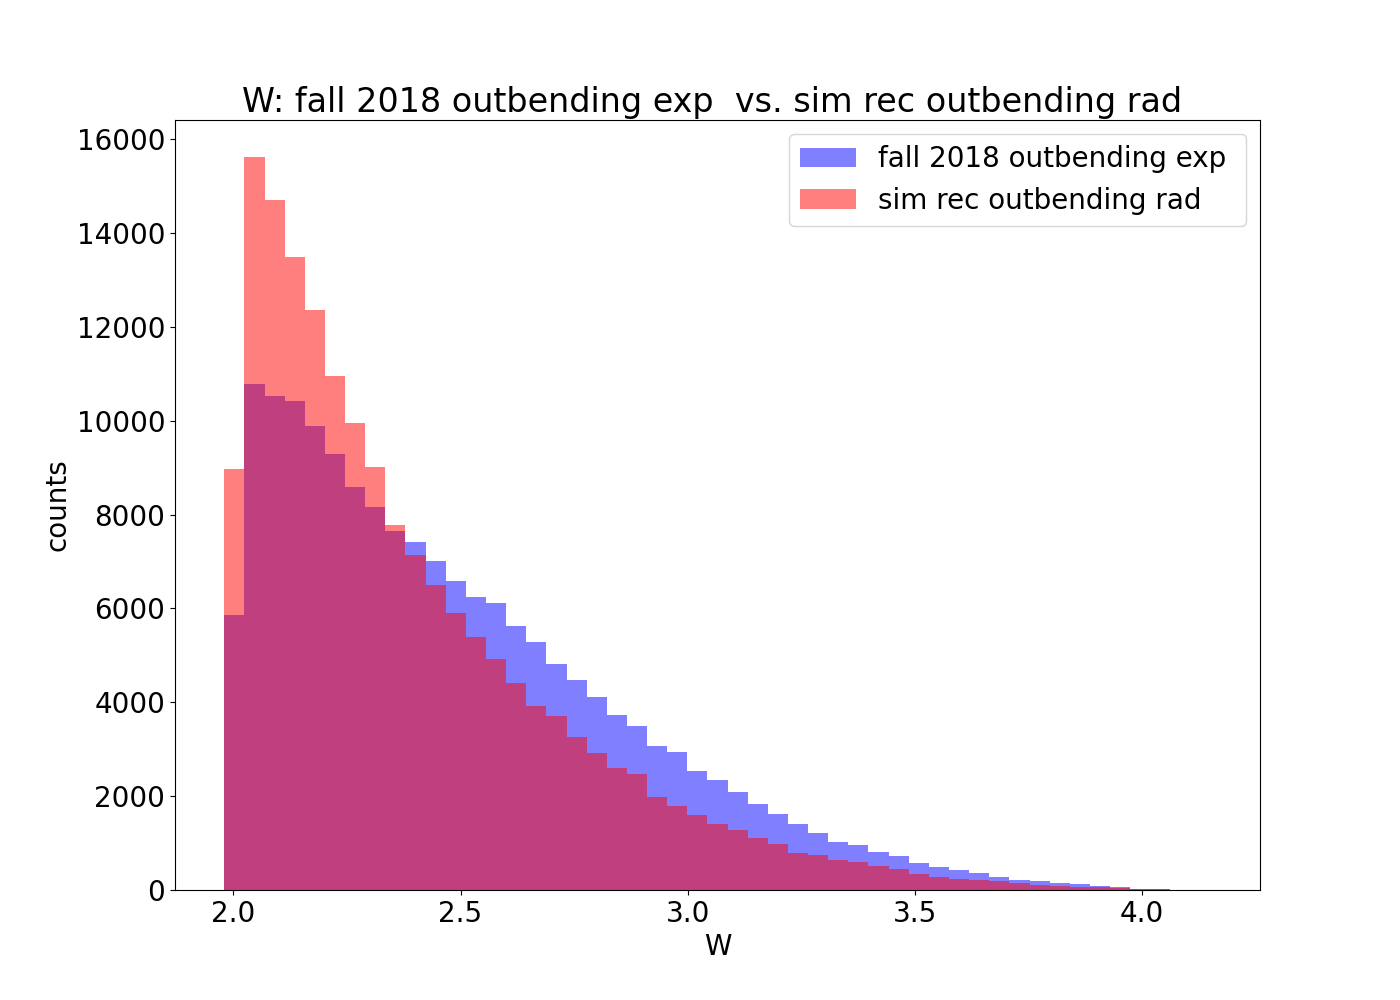 W: fall 2018 outbending exp  vs. sim rec outbending rad
fall 2018 outbending exp
sim rec outbending rad
16000
14000
12000
10000
8000
6000
4000
2000
0
counts
2.0 2.5 3.0 3.5 4.0
W